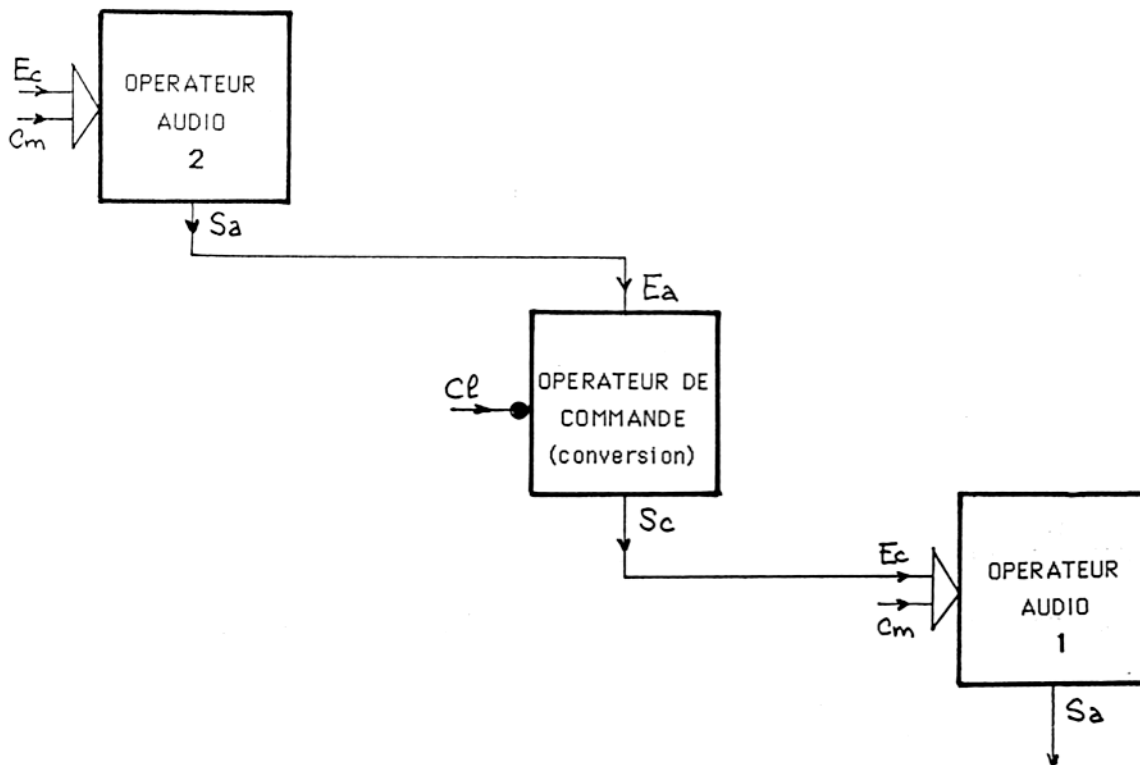 Ec
Cm
OPERATEUR
AUDIO
2
Sa
Ea
Cl
OPERATEUR DE
COMMANDE
(conversion)
Sc
Ec
Cm
OPERATEUR
AUDIO
1
Sa